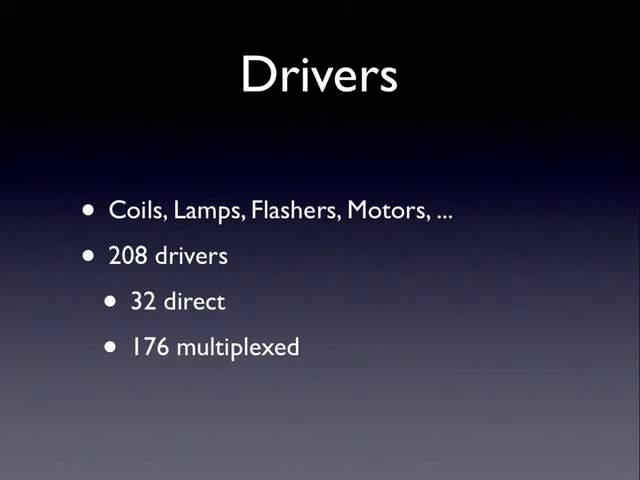 Drivers
• Coils, Lamps, Flashers, Motors, ...
• 208 drivers
• 32 direct
• 176 multiplexed